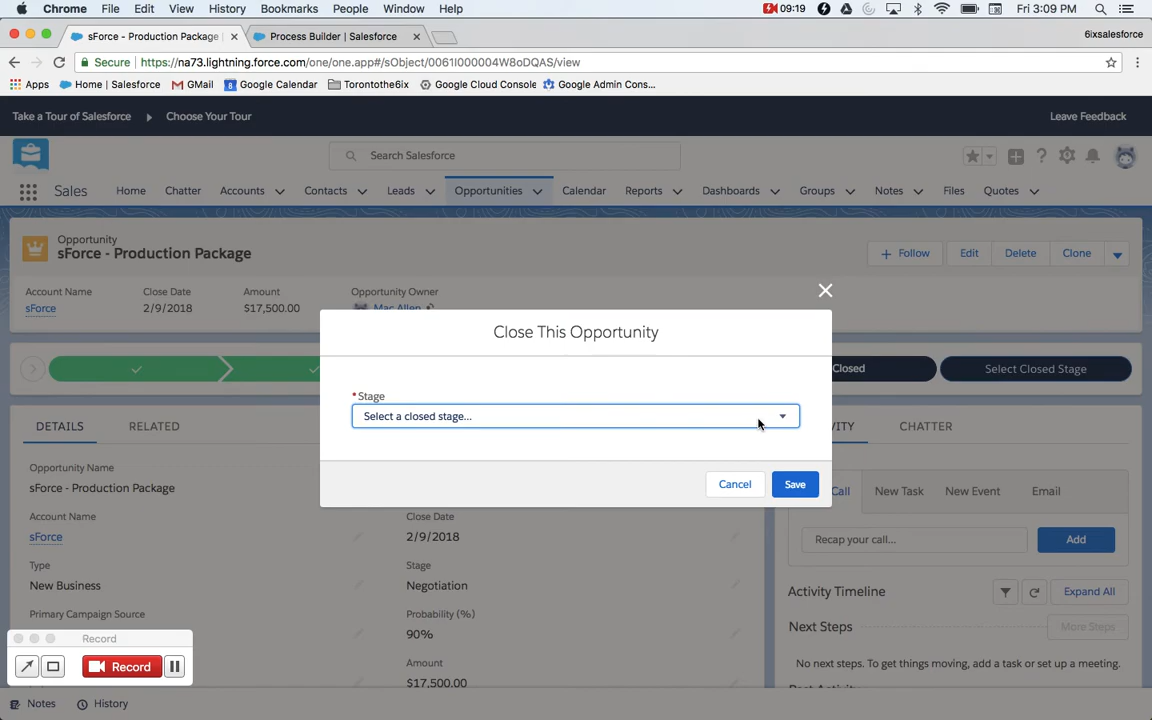 Chrome File Edit View History Bookmarks People Window Help 09:19 Fri 3:09 PM
sForce - Production Package | Process Builder | Salesforce 6ixsalesforce
Secure https://na73.lightning.force.com/one/one.app#/sObject/0061I000004W8oDQAS/view
Apps Home | Salesforce GMail 8 Google Calendar Torontothe6ix Google Cloud Console Google Admin Cons...
Take a Tour of Salesforce Choose Your Tour Leave Feedback
Search Salesforce
Sales Home Chatter Accounts Contacts Leads Opportunities Calendar Reports Dashboards Groups Notes Files Quotes
Opportunity
sForce - Production Package
+ Follow Edit Delete Clone
Account Name Close Date Amount Opportunity Owner
sForce 2/9/2018 $17,500.00 Mac Allen
Close This Opportunity
Closed Select Closed Stage
* Stage
Select a closed stage...
Cancel Save
DETAILS RELATED
Opportunity Name
sForce - Production Package
Account Name Close Date
sForce 2/9/2018
Type Stage
New Business Negotiation
Primary Campaign Source Probability (%)
90%
Amount
$17,500.00
VITY CHATTER
Call New Task New Event Email
Recap your call... Add
Activity Timeline Expand All
Next Steps More Steps
No next steps. To get things moving, add a task or set up a meeting.
Record
Record
Notes History